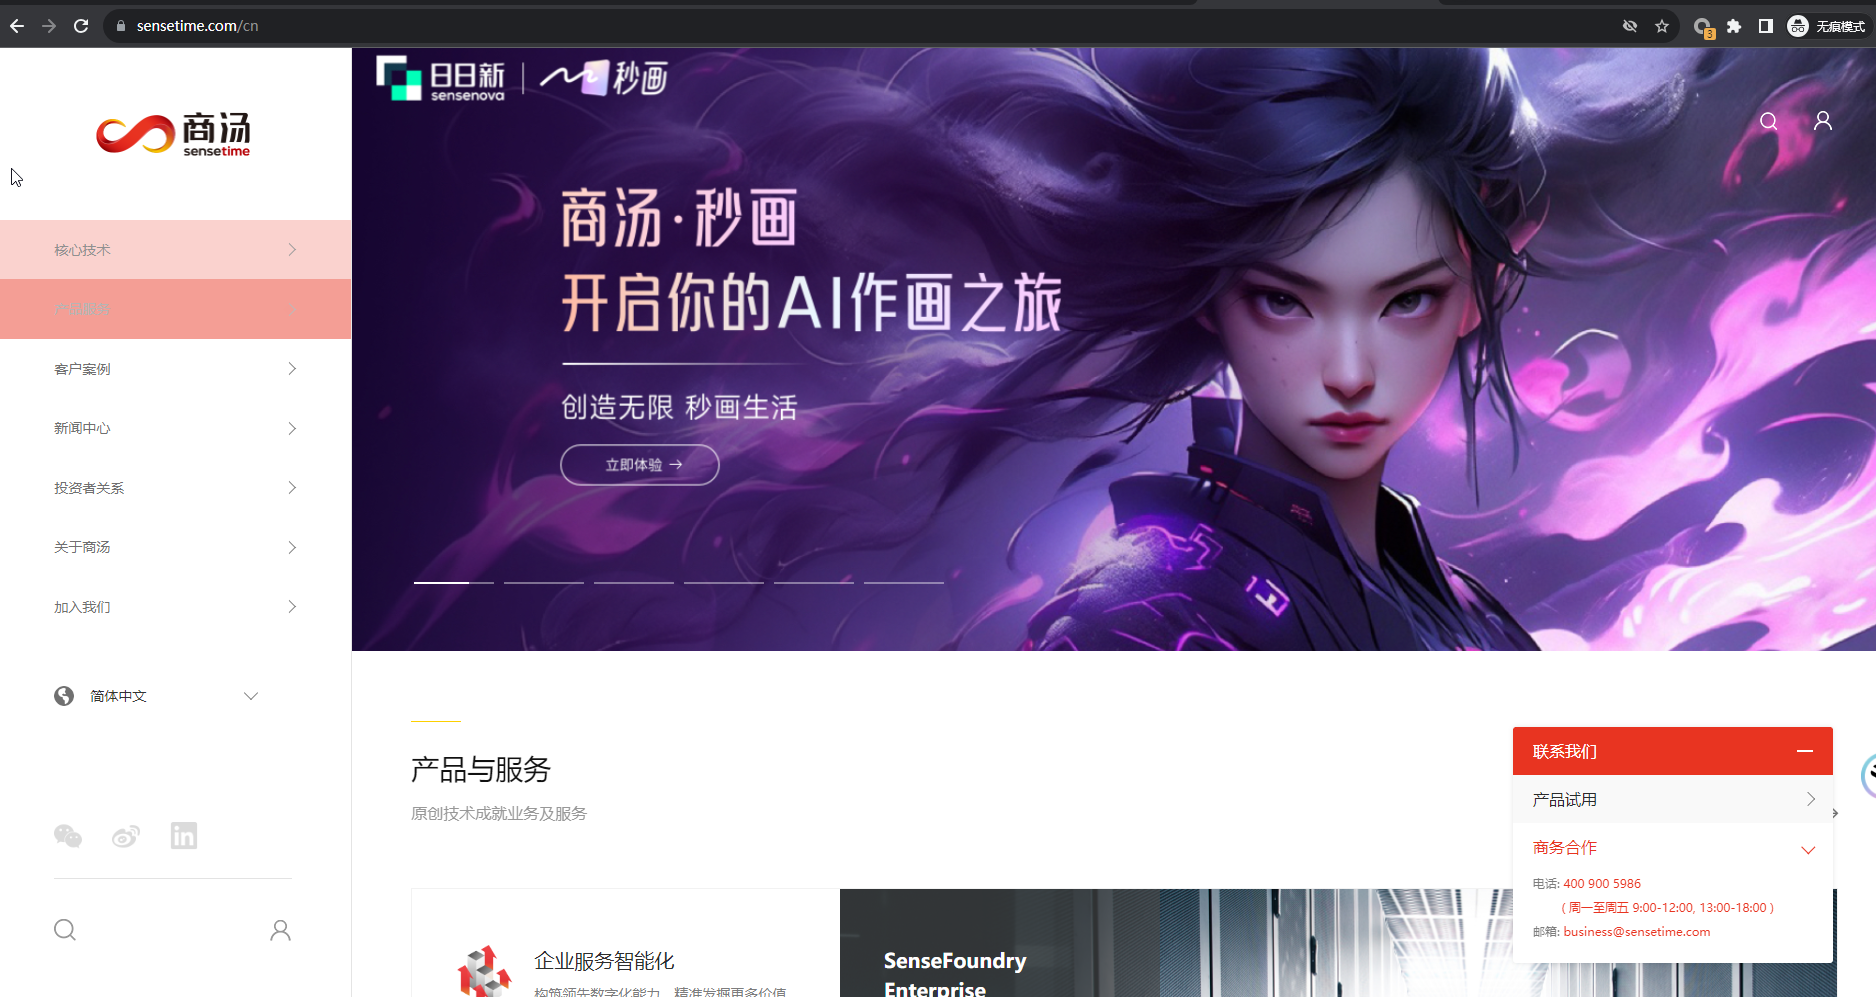 sensetime.com/cn
3
无痕模式
商汤
sensetime
核心技术
产品服务
客户案例
新闻中心
投资者关系
关于商汤
加入我们
简体中文
in
日日新
sensenova
秒画
商汤·秒画
开启你的AI作画之旅
创造无限 秒画生活
立即体验 →
产品与服务
原创技术成就业务及服务
企业服务智能化
构筑领先数字化能力，精准发掘更多价值
SenseFoundry
Enterprise
联系我们
产品试用
商务合作
电话: 400 900 5986
( 周一至周五 9:00-12:00, 13:00-18:00 )
邮箱: business@sensetime.com